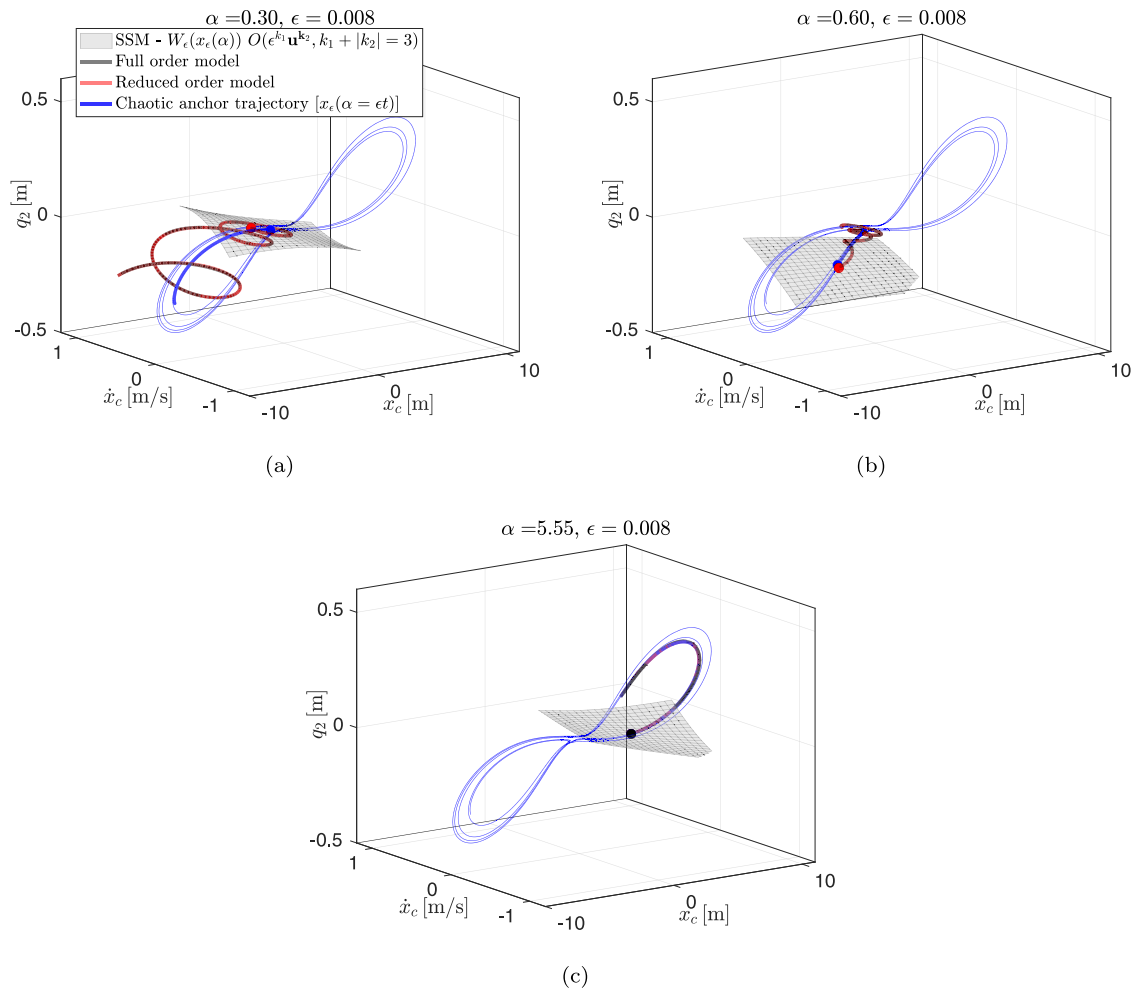 α =0.30, ϵ = 0.008
SSM - W_ϵ(x_ϵ(α)) O(ϵ^{k_1} u^{k_2}, k_1 + |k_2| = 3)
Full order model
Reduced order model
Chaotic anchor trajectory [x_ϵ(α = ϵt)]
0.5
0
-0.5
q_2 [m]
1
0
-1
ẋ_c [m/s]
-10
0
10
x_c [m]
(a)
α =0.60, ϵ = 0.008
0.5
0
-0.5
q_2 [m]
1
0
-1
ẋ_c [m/s]
-10
0
10
x_c [m]
(b)
α =5.55, ϵ = 0.008
0.5
0
-0.5
q_2 [m]
1
0
-1
ẋ_c [m/s]
-10
0
10
x_c [m]
(c)